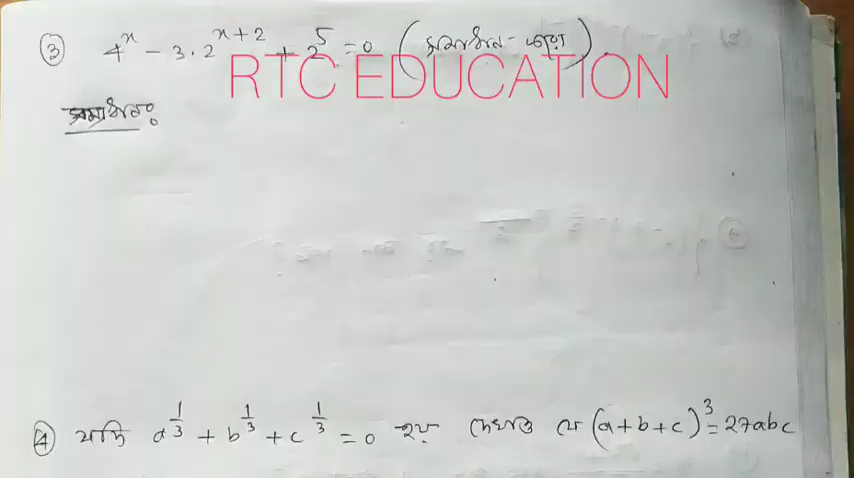 ③ 4^x - 3.2^{x+2} + 2^5 = 0 (সমাধান করো)
RTC EDUCATION
সমাধানঃ
④ যদি a^{1/3} + b^{1/3} + c^{1/3} = 0 হয় দেখাও যে (a+b+c)^3 = 27abc